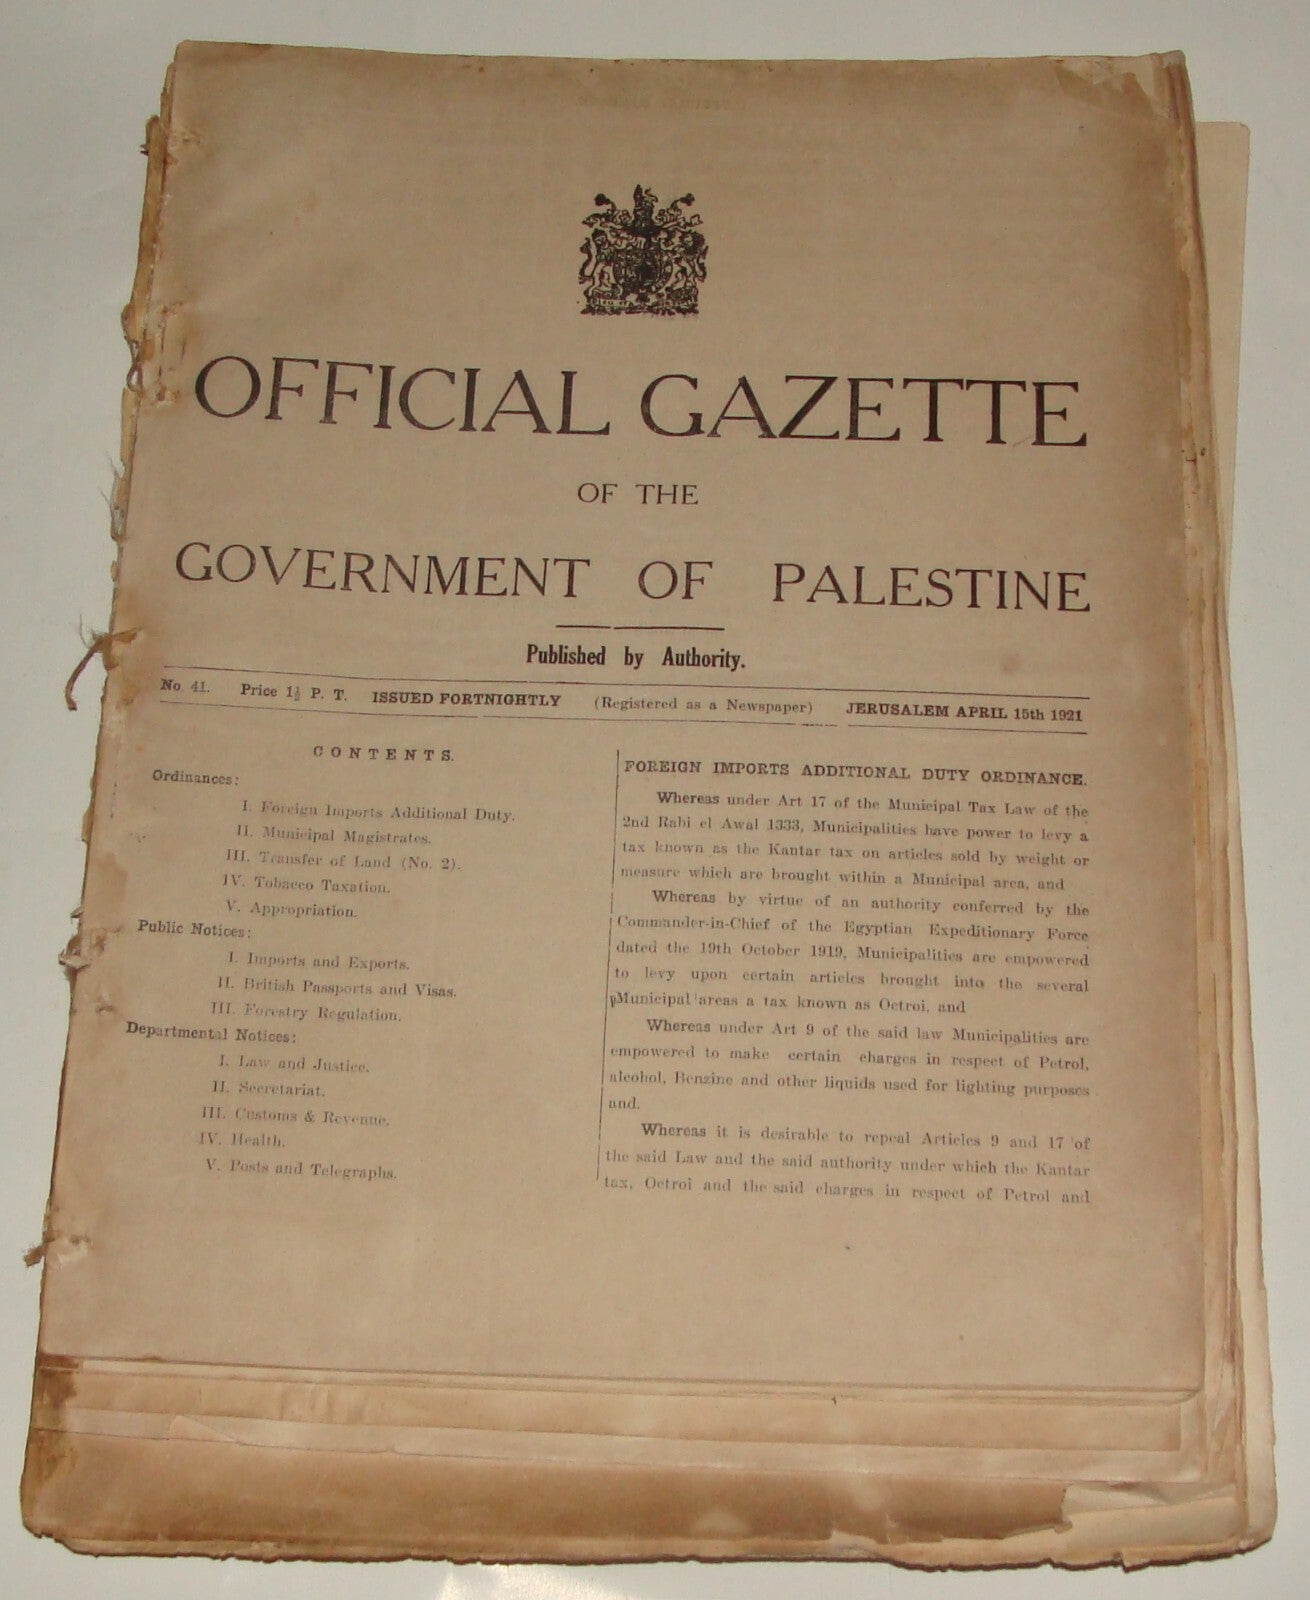 OFFICIAL GAZETTE
OF THE
GOVERNMENT OF PALESTINE
Published by Authority.
No. 41. Price 1½ P. T. ISSUED FORTNIGHTLY (Registered as a Newspaper) JERUSALEM APRIL 15th 1921
CONTENTS.
Ordinances:
I. Foreign Imports Additional Duty.
II. Municipal Magistrates.
III. Transfer of Land (No. 2).
IV. Tobacco Taxation.
V. Appropriation.
Public Notices:
I. Imports and Exports.
II. British Passports and Visas.
III. Forestry Regulation.
Departmental Notices:
I. Law and Justice.
II. Secretariat.
III. Customs & Revenue.
IV. Health.
V. Posts and Telegraphs.
FOREIGN IMPORTS ADDITIONAL DUTY ORDINANCE.
Whereas under Art 17 of the Municipal Tax Law of the
2nd Rabi el Awal 1333, Municipalities have power to levy a
tax known as the Kantar tax on articles sold by weight or
measure which are brought within a Municipal area, and
Whereas by virtue of an authority conferred by the
Commander-in-Chief of the Egyptian Expeditionary Force
dated the 19th October 1919, Municipalities are empowered
to levy upon certain articles brought into the several
Municipal areas a tax known as Octroi, and
Whereas under Art 9 of the said law Municipalities are
empowered to make certain charges in respect of Petrol,
alcohol, Benzine and other liquids used for lighting purposes
and.
Whereas it is desirable to repeal Articles 9 and 17 of
the said Law and the said authority under which the Kantar
tax, Octroi and the said charges in respect of Petrol and